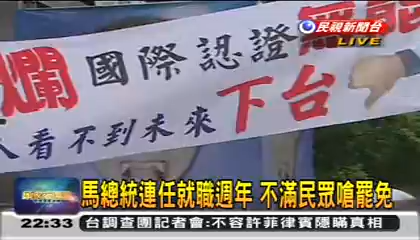 民視新聞台
LIVE
爛 國際認證 無能
人看不到未來 下台
馬總統連任就職週年 不滿民眾嗆罷免
22:33 台調查團記者會:不容許菲律賓隱瞞真相